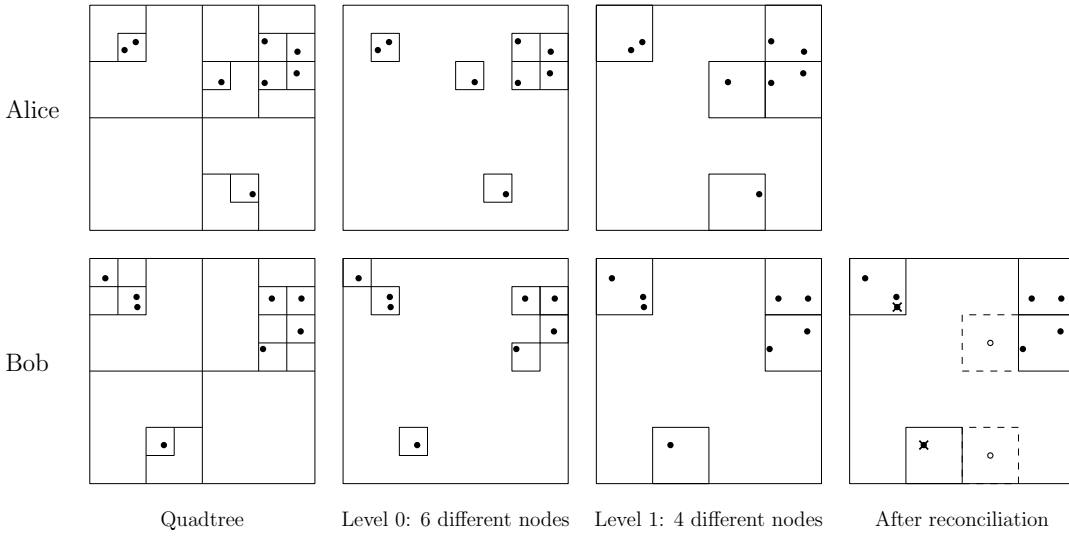 Alice
Bob
Quadtree
Level 0: 6 different nodes
Level 1: 4 different nodes
After reconciliation